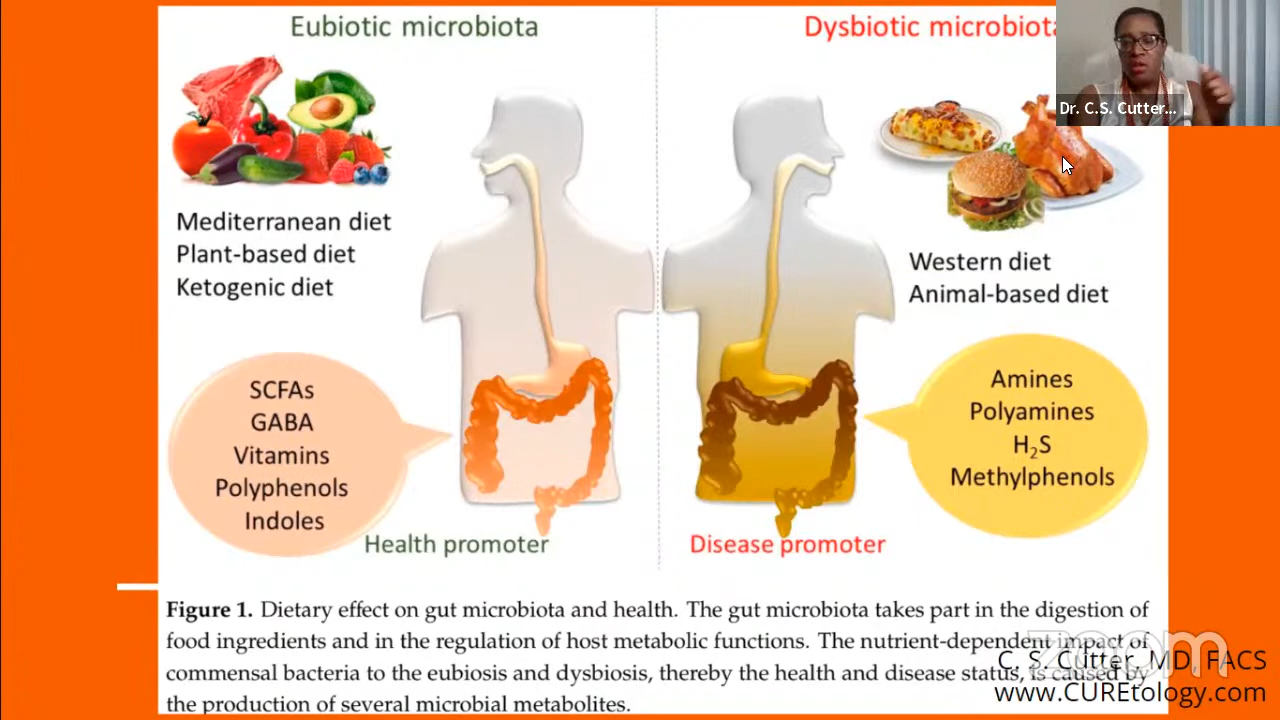 Eubiotic microbiota
Dysbiotic microbiota
Dr. C.S. Cutter...
Mediterranean diet
Plant-based diet
Ketogenic diet
Western diet
Animal-based diet
SCFAs
GABA
Vitamins
Polyphenols
Indoles
Amines
Polyamines
H₂S
Methylphenols
Health promoter
Disease promoter
Figure 1. Dietary effect on gut microbiota and health. The gut microbiota takes part in the digestion of
food ingredients and in the regulation of host metabolic functions. The nutrient-dependent impact of
commensal bacteria to the eubiosis and dysbiosis, thereby the health and disease status, is caused by
the production of several microbial metabolites.
zoom
C. S. Cutter, MD, FACS
www.CUREtology.com